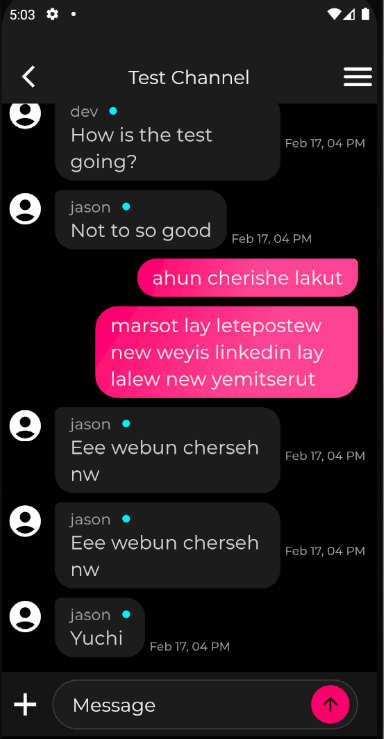 5:03
Test Channel
dev
How is the test
going?
Feb 17, 04 PM
jason
Not to so good
Feb 17, 04 PM
ahun cherishe lakut
marsot lay letepostew
new weyis linkedin lay
lalew new yemitserut
jason
Eee webun cherseh
nw
Feb 17, 04 PM
jason
Eee webun cherseh
nw
Feb 17, 04 PM
jason
Yuchi
Feb 17, 04 PM
Message